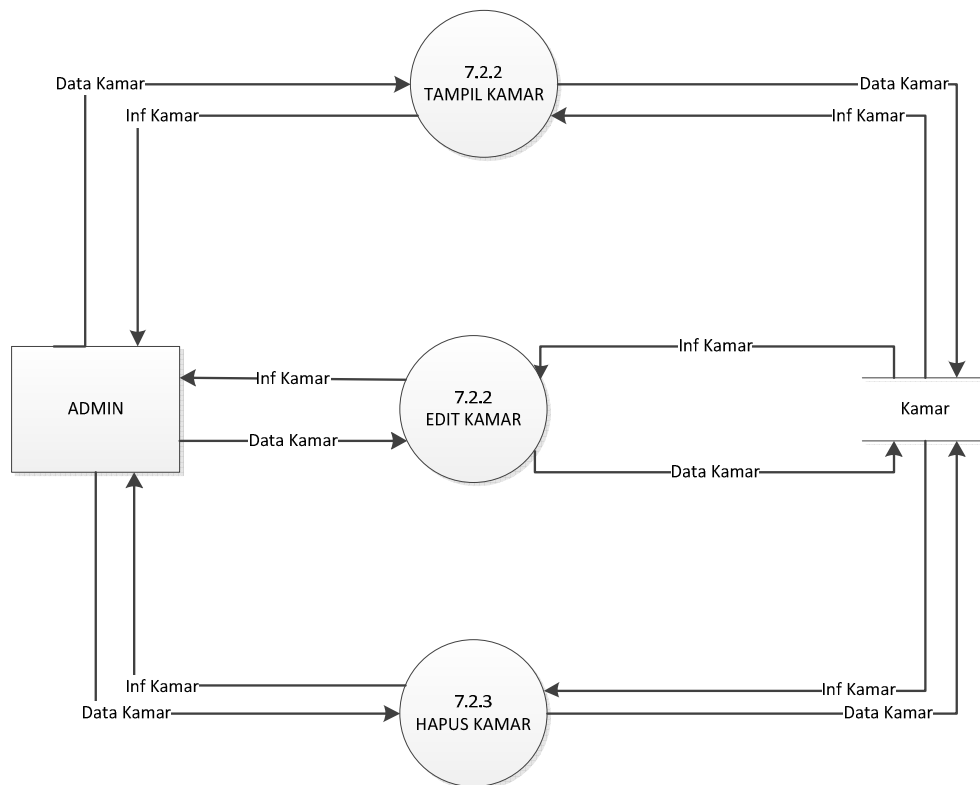 7.2.2
TAMPIL KAMAR
Data Kamar
Data Kamar
Inf Kamar
Inf Kamar
Inf Kamar
7.2.2
EDIT KAMAR
Inf Kamar
ADMIN
Kamar
Data Kamar
Data Kamar
7.2.3
HAPUS KAMAR
Inf Kamar
Inf Kamar
Data Kamar
Data Kamar